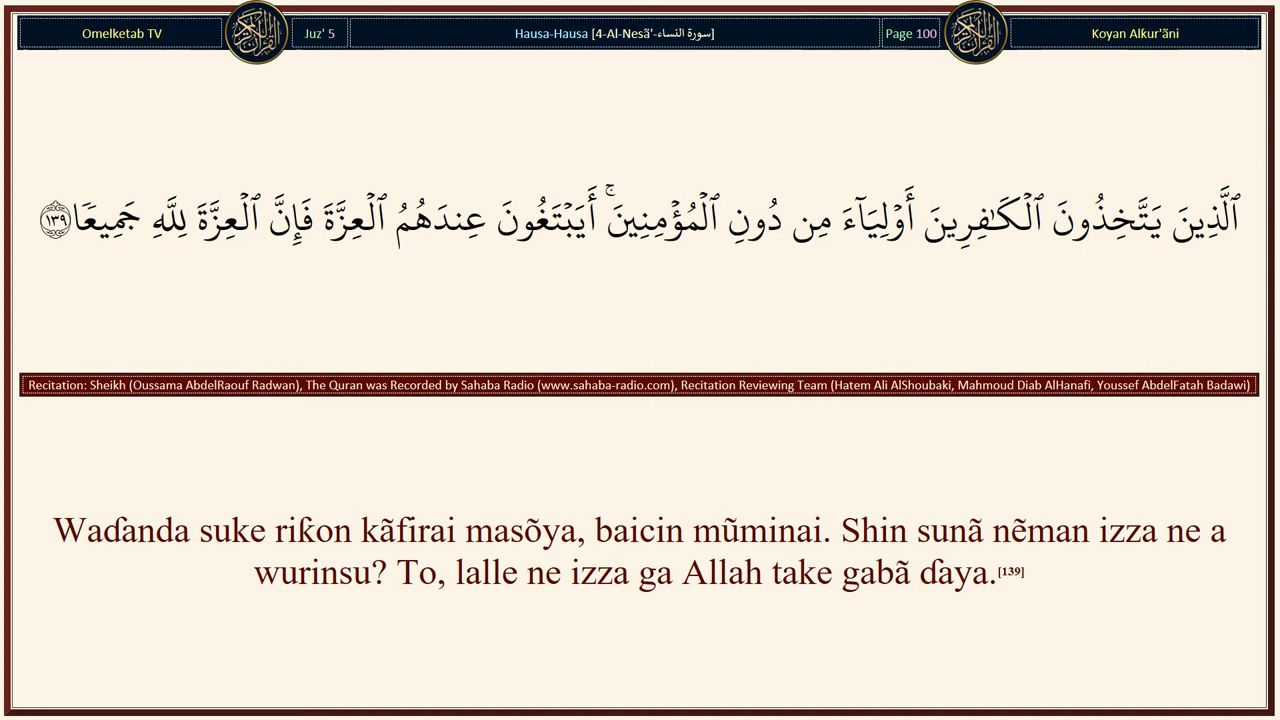 Omelketab TV
Juz' 5
Hausa-Hausa [4-Al-Nesã'-سورة النساء]
Page 100
Koyan Alƙur'ãni
ٱلَّذِينَ يَتَّخِذُونَ ٱلۡكَٰفِرِينَ أَوۡلِيَآءَ مِن دُونِ ٱلۡمُؤۡمِنِينَۚ أَيَبۡتَغُونَ عِندَهُمُ ٱلۡعِزَّةَ فَإِنَّ ٱلۡعِزَّةَ لِلَّهِ جَمِيعٗا ١٣٩
Recitation: Sheikh (Oussama AbdelRaouf Radwan), The Quran was Recorded by Sahaba Radio (www.sahaba-radio.com), Recitation Reviewing Team (Hatem Ali AlShoubaki, Mahmoud Diab AlHanafi, Youssef AbdelFatah Badawi)
Waɗanda suke riƙon kãfirai masõya, baicin mũminai. Shin sunã nẽman izza ne a
wurinsu? To, lalle ne izza ga Allah take gabã ɗaya.[139]